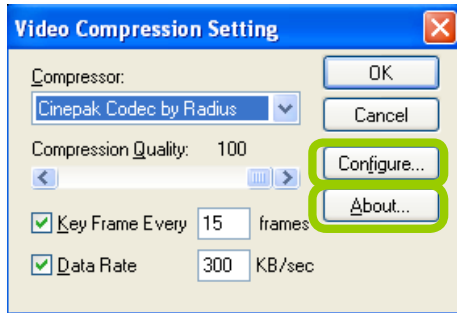 Video Compression Setting
Compressor:
Cinepak Codec by Radius
OK
Cancel
Compression Quality: 100
Configure...
About...
Key Frame Every 15 frames
Data Rate 300 KB/sec